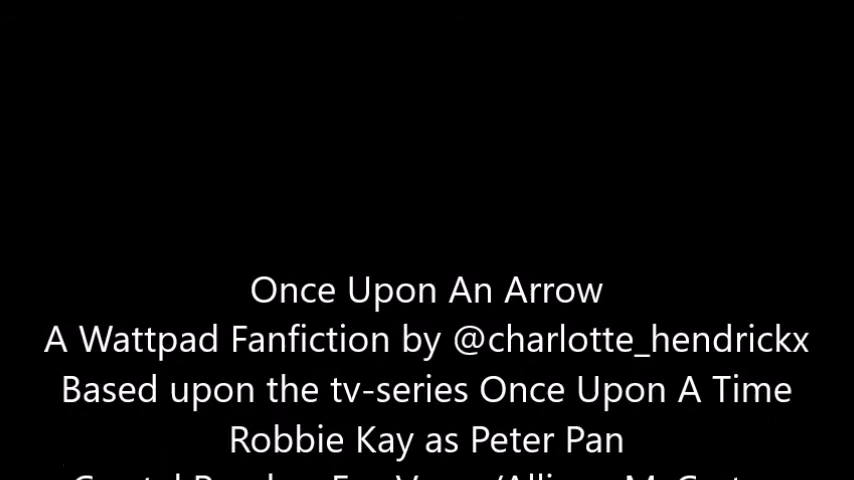 Once Upon An Arrow
A Wattpad Fanfiction by @charlotte_hendrickx
Based upon the tv-series Once Upon A Time
Robbie Kay as Peter Pan